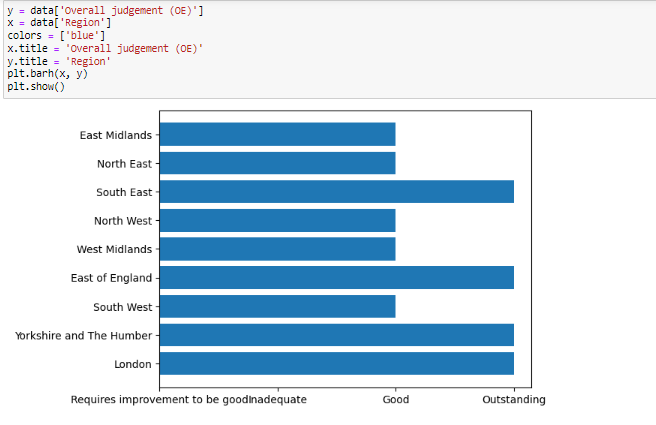 y = data['Overall judgement (OE)']
x = data['Region']
colors = ['blue']
x.title = 'Overall judgement (OE)'
y.title = 'Region'
plt.barh(x, y)
plt.show()
East Midlands
North East
South East
North West
West Midlands
East of England
South West
Yorkshire and The Humber
London
Requires improvement to be good Inadequate Good Outstanding